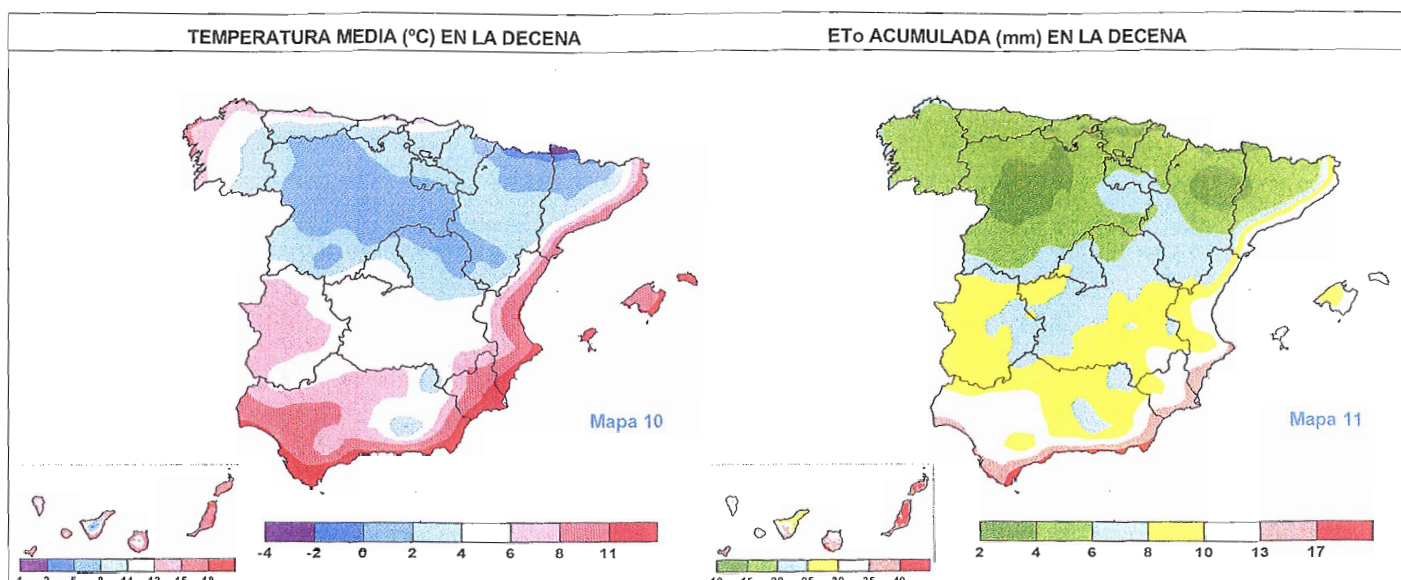 TEMPERATURA MEDIA (ºC) EN LA DECENA
ETo ACUMULADA (mm) EN LA DECENA
Mapa 10
Mapa 11
-4 -2 0 2 4 6 8 11
2 4 6 8 10 13 17